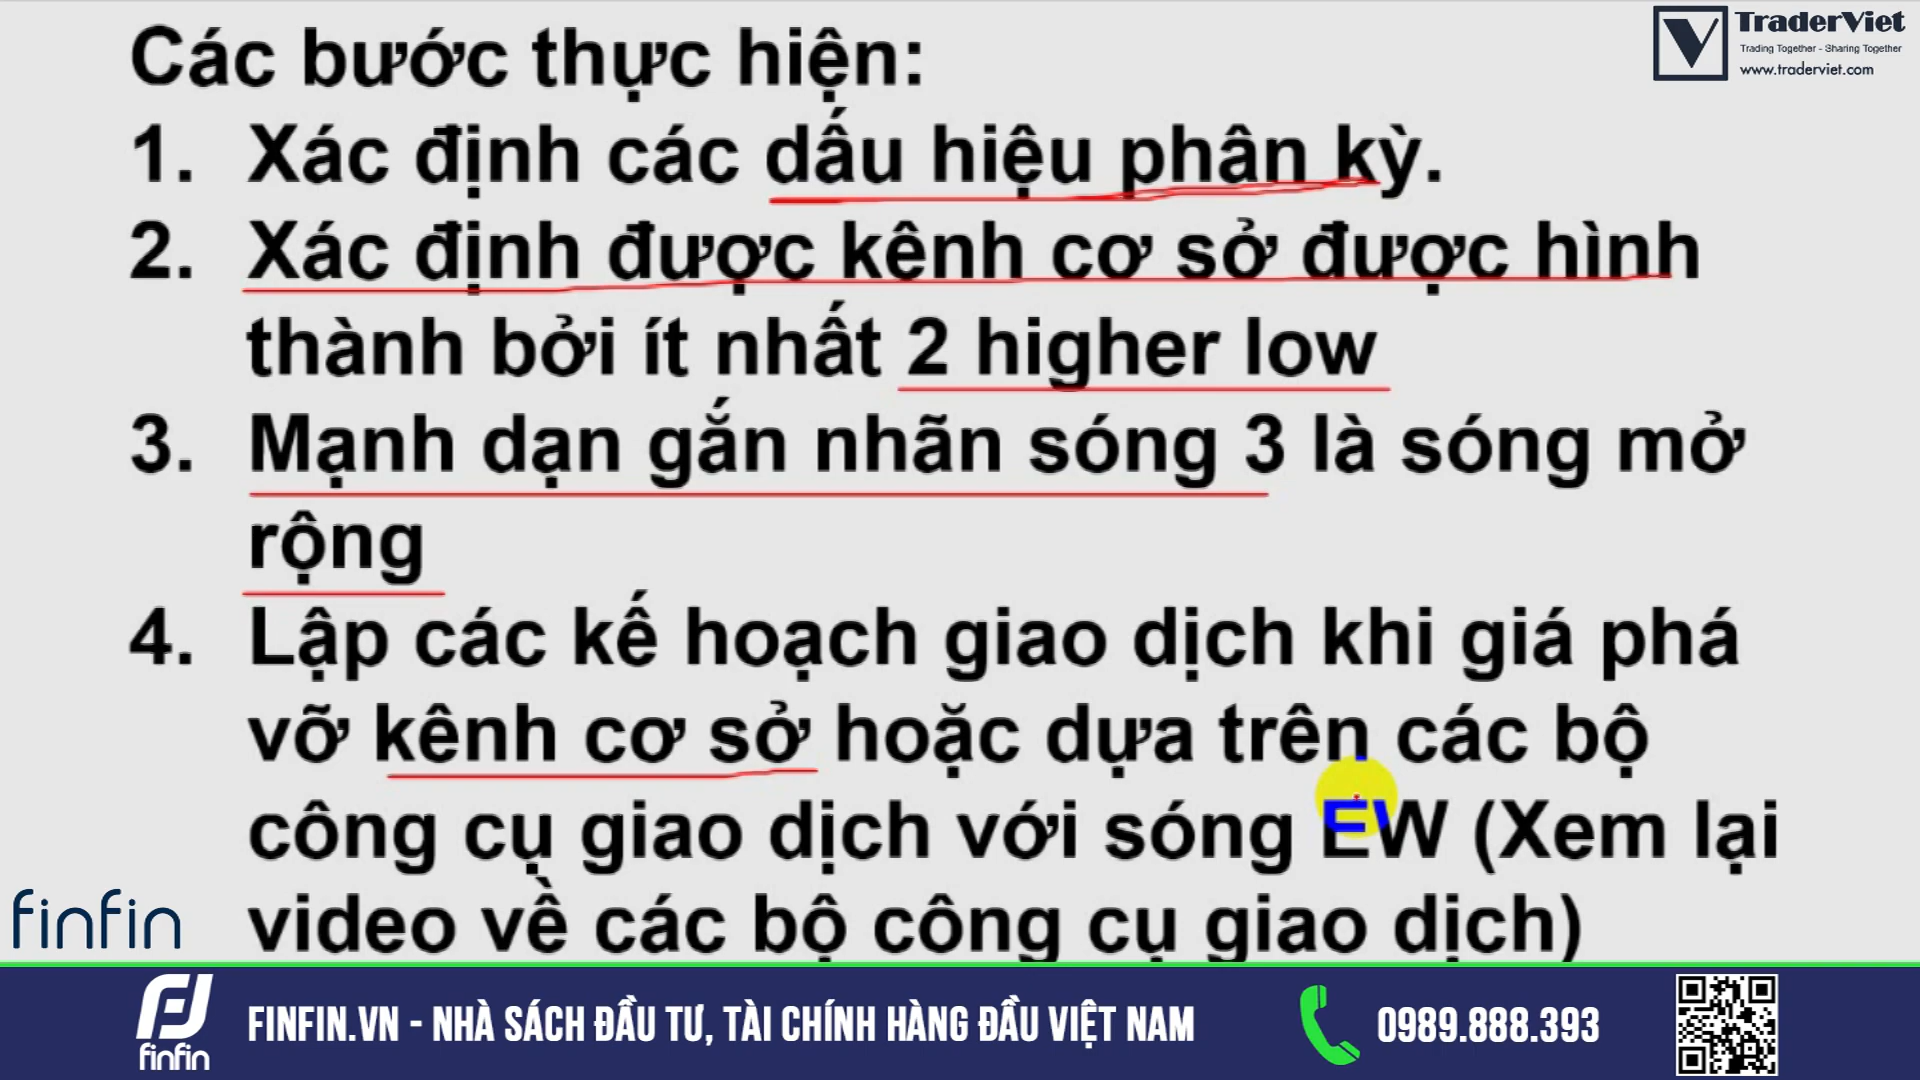 TraderViet
Trading Together - Sharing Together
www.traderviet.com
Các bước thực hiện:
1. Xác định các dấu hiệu phân kỳ.
2. Xác định được kênh cơ sở được hình
thành bởi ít nhất 2 higher low
3. Mạnh dạn gắn nhãn sóng 3 là sóng mở
rộng
4. Lập các kế hoạch giao dịch khi giá phá
vỡ kênh cơ sở hoặc dựa trên các bộ
công cụ giao dịch với sóng EW (Xem lại
video về các bộ công cụ giao dịch)
finfin
finfin
FINFIN.VN - NHÀ SÁCH ĐẦU TƯ, TÀI CHÍNH HÀNG ĐẦU VIỆT NAM
0989.888.393